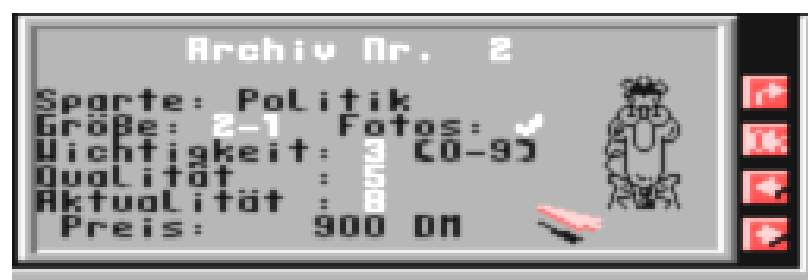 Archiv Nr. 2
Sparte: Politik
Größe: 2-1 Fotos:
Wichtigkeit: 3 (0-9)
Qualität : 5
Aktualität : 8
Preis: 900 DM
Ok